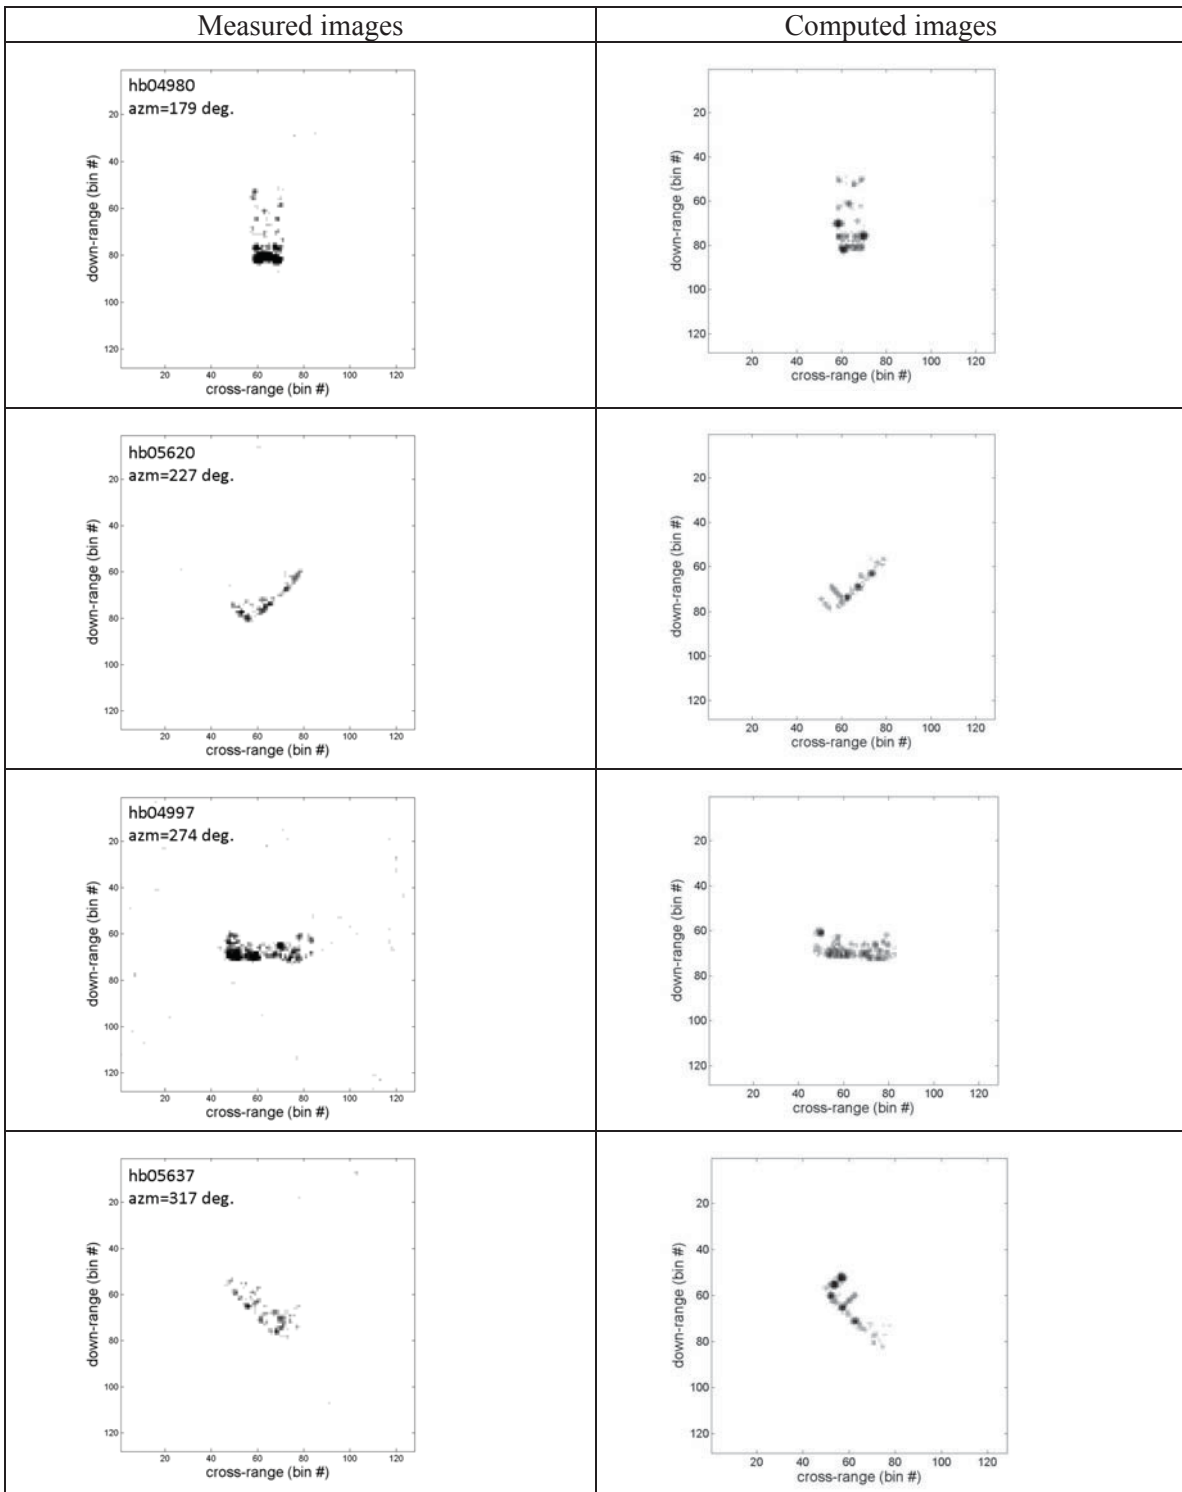 Measured images
Computed images
hb04980
azm=179 deg.
20
40
60
80
100
120
20 40 60 80 100 120
down-range (bin #)
cross-range (bin #)
20
40
60
80
100
120
20 40 60 80 100 120
down-range (bin #)
cross-range (bin #)
hb05620
azm=227 deg.
20
40
60
80
100
120
20 40 60 80 100 120
down-range (bin #)
cross-range (bin #)
20
40
60
80
100
120
20 40 60 80 100 120
down-range (bin #)
cross-range (bin #)
hb04997
azm=274 deg.
20
40
60
80
100
120
20 40 60 80 100 120
down-range (bin #)
cross-range (bin #)
20
40
60
80
100
120
20 40 60 80 100 120
down-range (bin #)
cross-range (bin #)
hb05637
azm=317 deg.
20
40
60
80
100
120
20 40 60 80 100 120
down-range (bin #)
cross-range (bin #)
20
40
60
80
100
120
20 40 60 80 100 120
down-range (bin #)
cross-range (bin #)